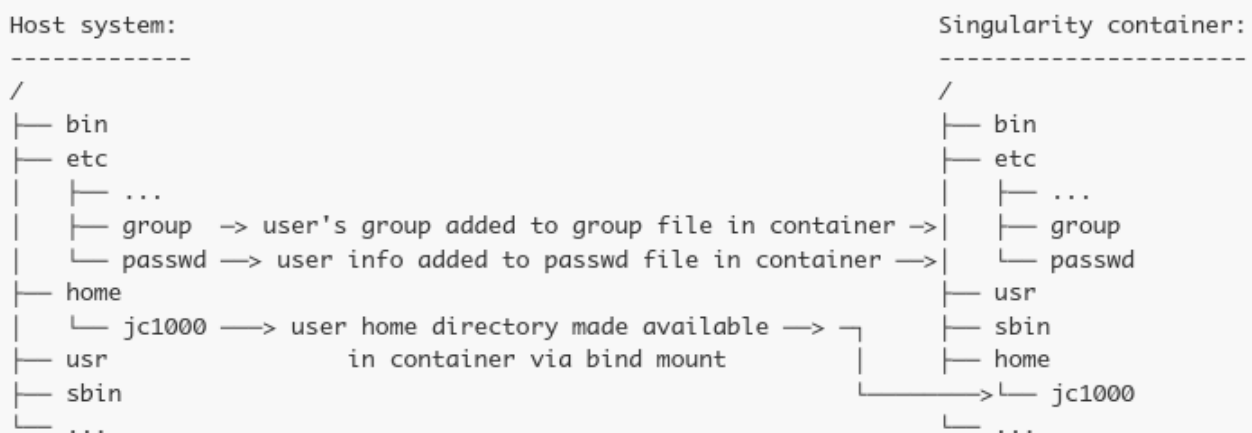 Host system:                                                      Singularity container:
-------------                                                     ----------------------
/                                                                 /
├── bin                                                           ├── bin
├── etc                                                           ├── etc
│   ├── ...                                                       │   ├── ...
│   ├── group  —> user's group added to group file in container —>│   ├── group
│   └── passwd ——> user info added to passwd file in container ——>│   └── passwd
├── home                                                          ├── usr
│   └── jc1000 ———> user home directory made available ——> —┐     ├── sbin
├── usr                 in container via bind mount         │     ├── home
├── sbin                                                    └────────>└── jc1000
└── ...                                                           └── ...